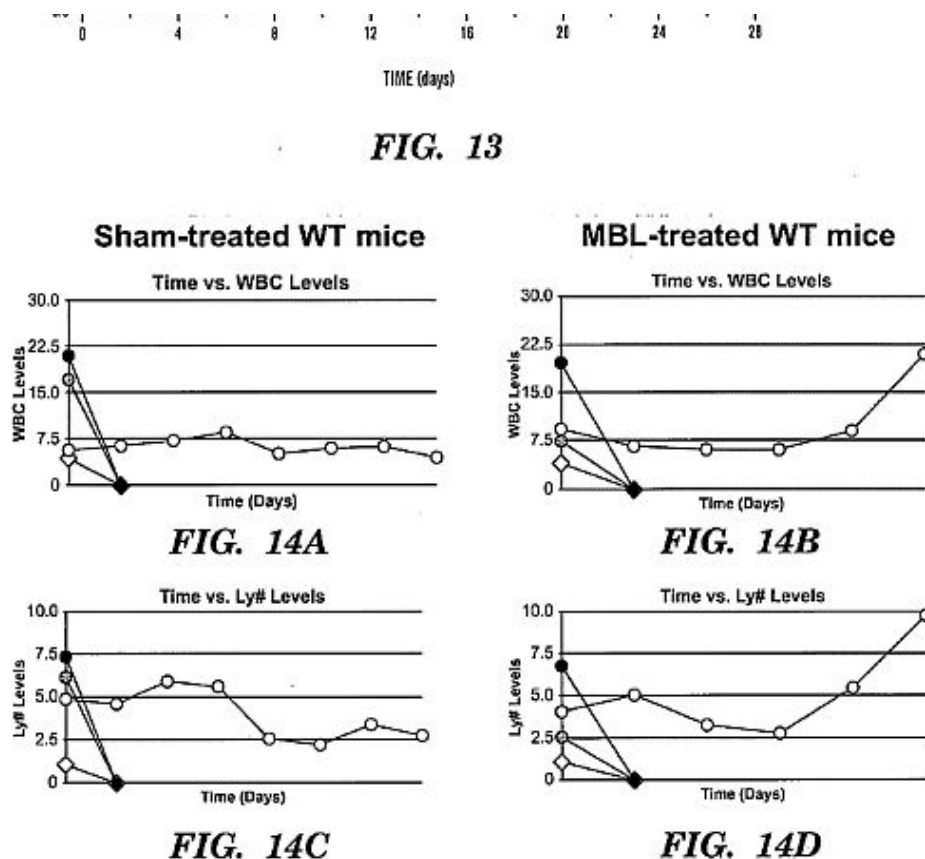 0 4 8 12 16 20 24 28
TIME (days)
FIG. 13
Sham-treated WT mice
Time vs. WBC Levels
30.0
22.5
15.0
7.5
0
WBC Levels
Time (Days)
FIG. 14A
MBL-treated WT mice
Time vs. WBC Levels
30.0
22.5
15.0
7.5
0
WBC Levels
Time (Days)
FIG. 14B
Time vs. Ly# Levels
10.0
7.5
5.0
2.5
0
Ly# Levels
Time (Days)
FIG. 14C
Time vs. Ly# Levels
10.0
7.5
5.0
2.5
0
Ly# Levels
Time (Days)
FIG. 14D